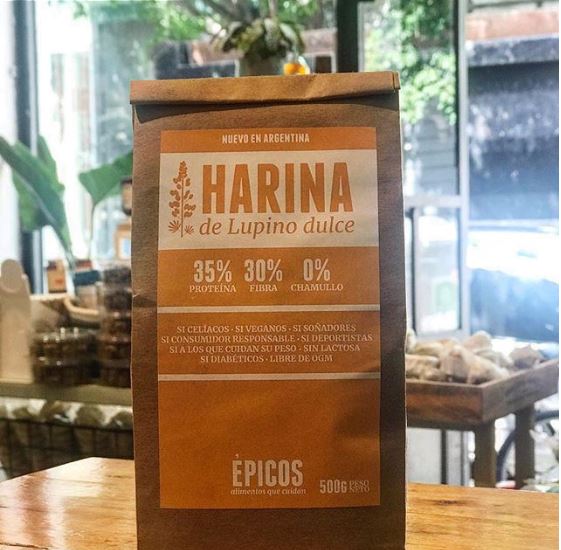 NUEVO EN ARGENTINA
HARINA
de Lupino dulce
35% 30% 0%
PROTEÍNA FIBRA CHAMULLO
SI CELÍACOS · SI VEGANOS · SI SOÑADORES
SI CONSUMIDOR RESPONSABLE · SI DEPORTISTAS
SI A LOS QUE CUIDAN SU PESO · SIN LACTOSA
SI DIABÉTICOS · LIBRE DE OGM
ÉPICOS
alimentos que cuidan
500G PESO NETO